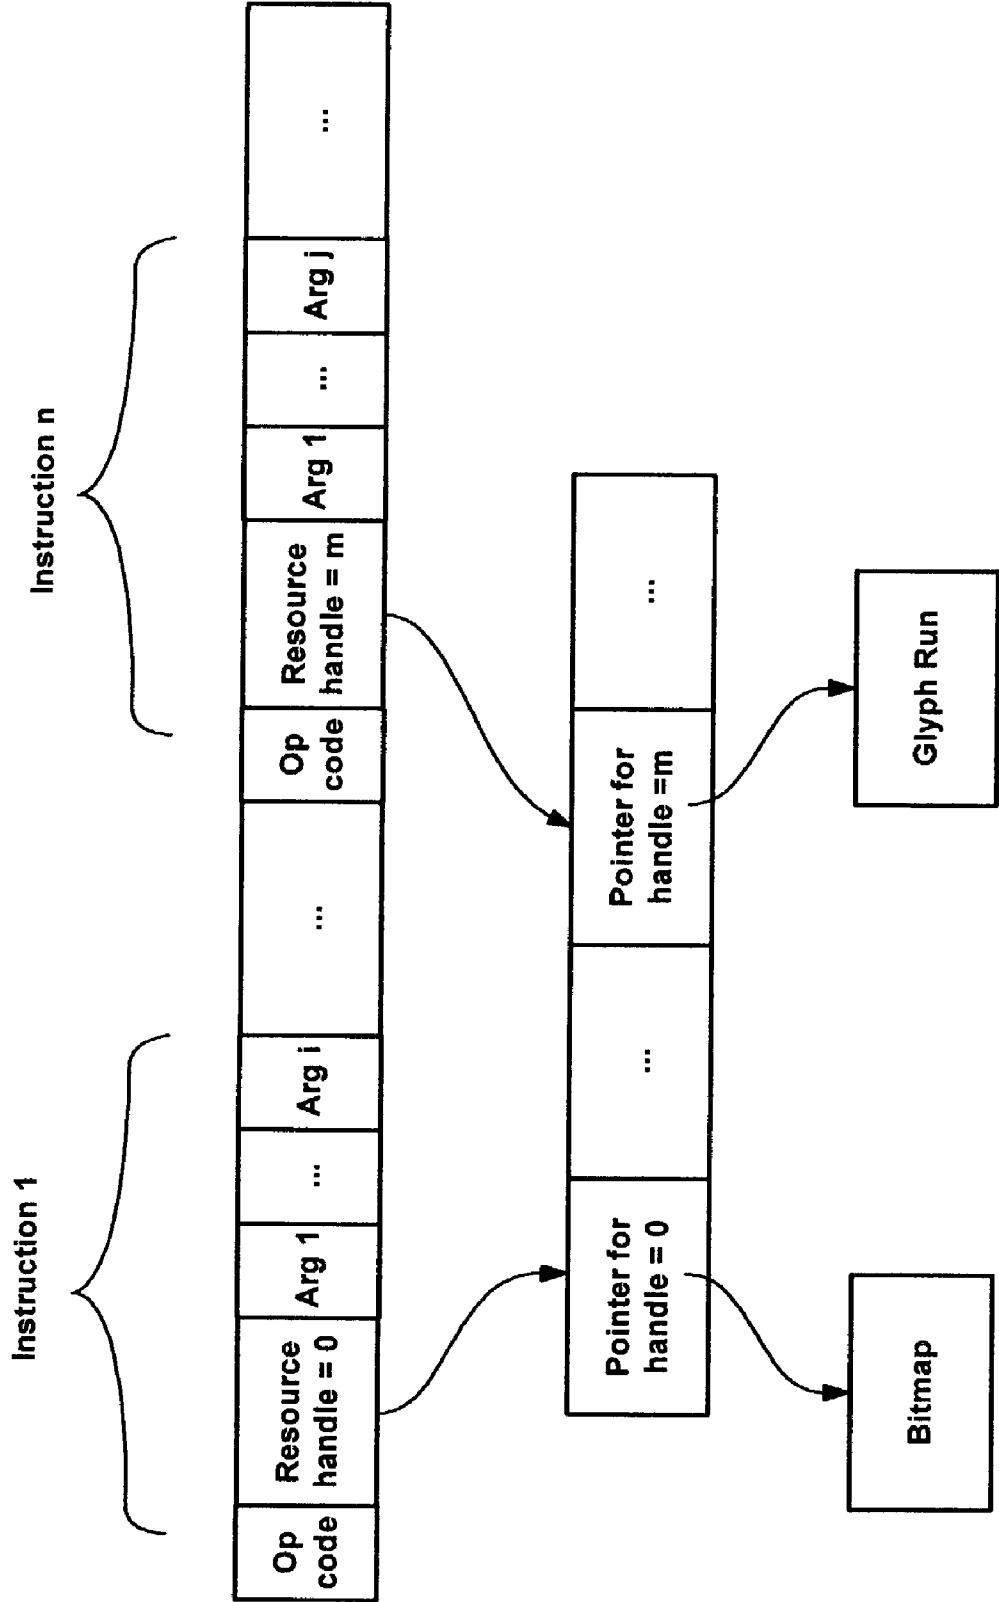 Instruction 1
Instruction n
Op
code
Resource
handle = 0
Arg 1
...
Arg i
...
Op
code
Resource
handle = m
Arg 1
...
Arg j
...
Pointer for
handle = 0
...
Pointer for
handle =m
...
Bitmap
Glyph Run